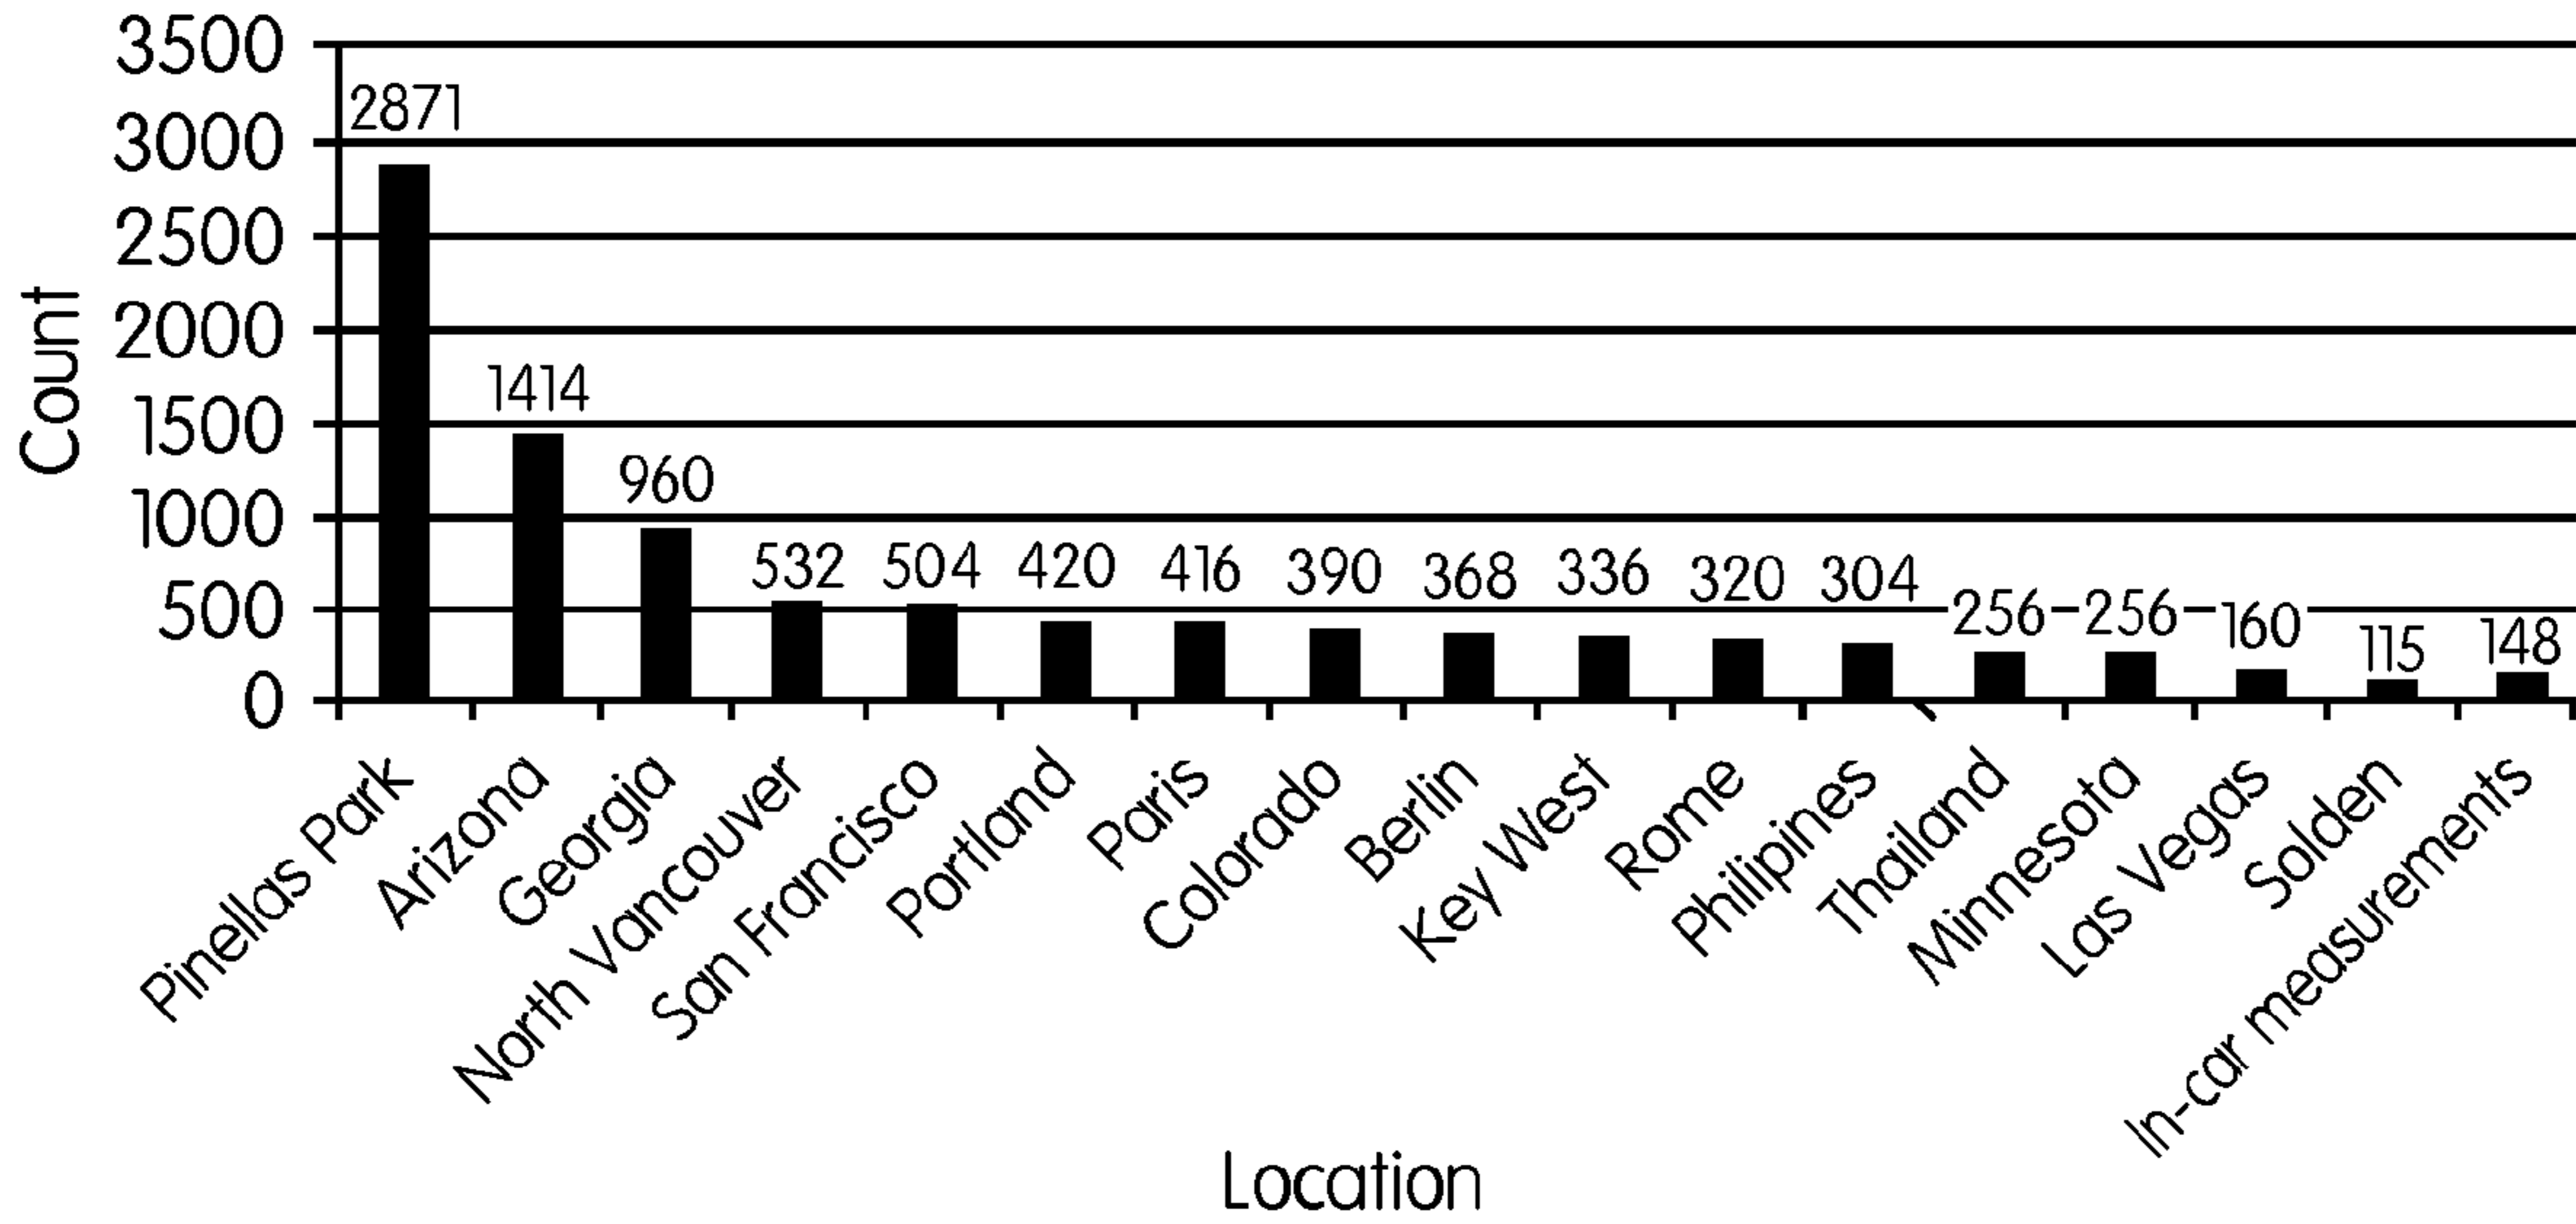 3500
3000
2500
2000
1500
1000
500
0
Count
2871
1414
960
532
504
420
416
390
368
336
320
304
256
256
160
115
148
Pinellas Park
Arizona
Georgia
North Vancouver
San Francisco
Portland
Paris
Colorado
Berlin
Key West
Rome
Phillipines
Thailand
Minnesota
Las Vegas
Solden
In-car measurements
Location